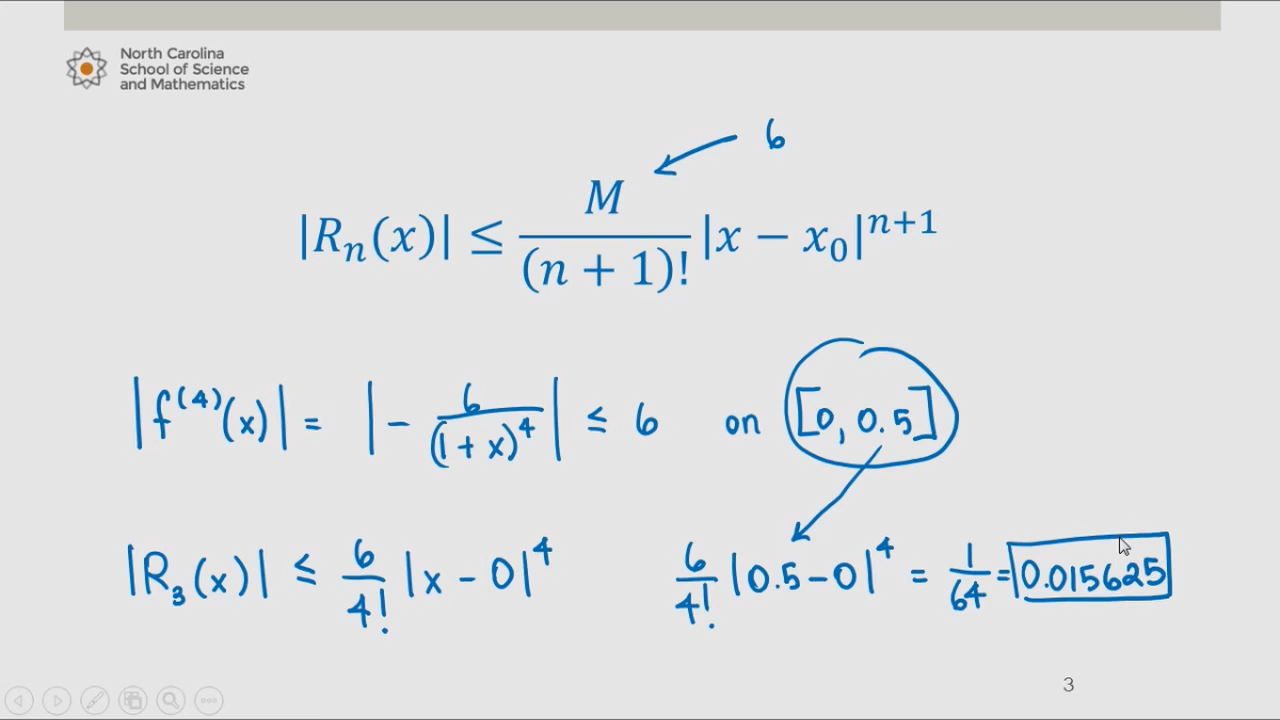 North Carolina
School of Science
and Mathematics
6
|Rₙ(x)| ≤ M/(n + 1)! |x − x₀|ⁿ⁺¹
|f⁽⁴⁾(x)| = |− 6/(1 + x)⁴| ≤ 6 on [0, 0.5]
|R₃(x)| ≤ 6/4! |x − 0|⁴ 6/4! |0.5 − 0|⁴ = 1/64 = 0.015625
3